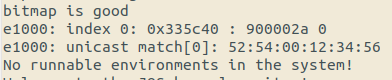 bitmap is good
e1000: index 0: 0x335c40 : 900002a 0
e1000: unicast match[0]: 52:54:00:12:34:56
No runnable environments in the system!